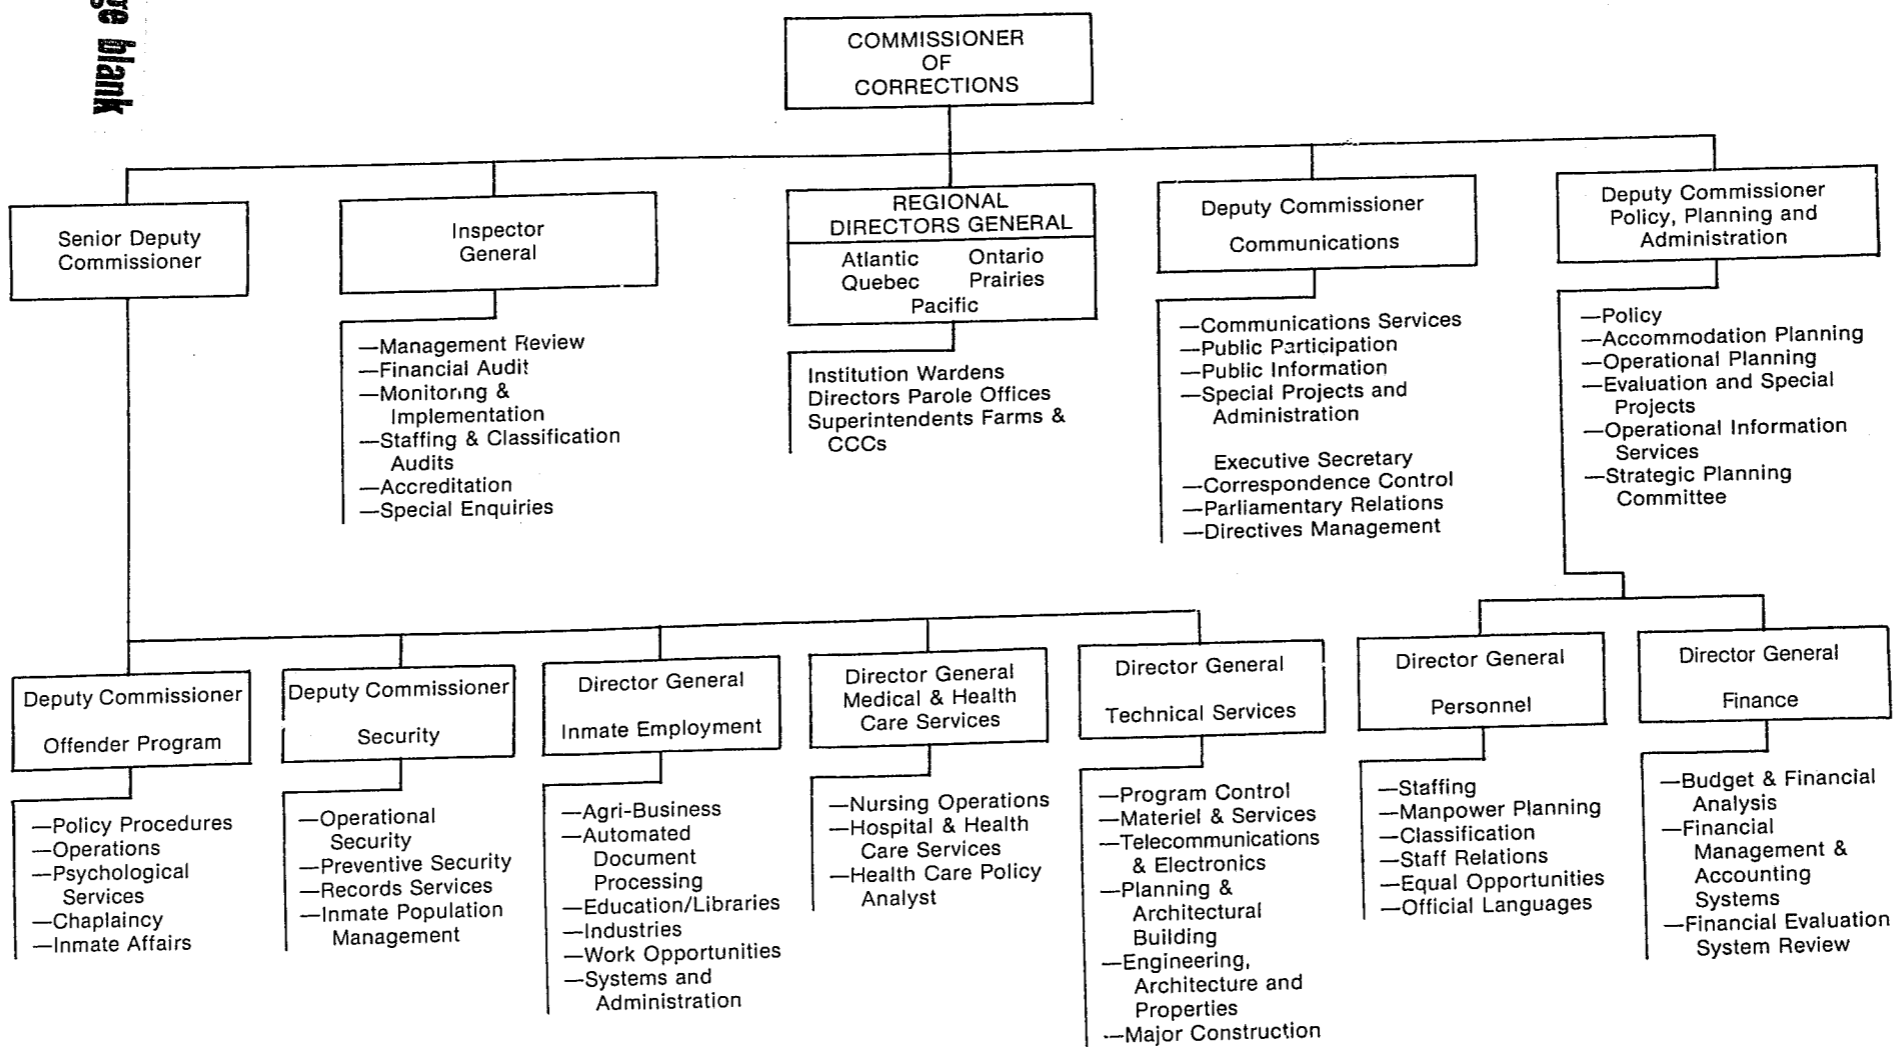 blank
COMMISSIONER
OF
CORRECTIONS
Senior Deputy
Commissioner
Inspector
General
—Management Review
—Financial Audit
—Monitoring &
Implementation
—Staffing & Classification
Audits
—Accreditation
—Special Enquiries
REGIONAL
DIRECTORS GENERAL
Atlantic Ontario
Quebec Prairies
Pacific
Institution Wardens
Directors Parole Offices
Superintendents Farms &
CCCs
Deputy Commissioner
Communications
—Communications Services
—Public Participation
—Public Information
—Special Projects and
Administration
Executive Secretary
—Correspondence Control
—Parliamentary Relations
—Directives Management
Deputy Commissioner
Policy, Planning and
Administration
—Policy
—Accommodation Planning
—Operational Planning
—Evaluation and Special
Projects
—Operational Information
Services
—Strategic Planning
Committee
Deputy Commissioner
Offender Program
—Policy Procedures
—Operations
—Psychological
Services
—Chaplaincy
—Inmate Affairs
Deputy Commissioner
Security
—Operational
Security
—Preventive Security
—Records Services
—Inmate Population
Management
Director General
Inmate Employment
—Agri-Business
—Automated
Document
Processing
—Education/Libraries
—Industries
—Work Opportunities
—Systems and
Administration
Director General
Medical & Health
Care Services
—Nursing Operations
—Hospital & Health
Care Services
—Health Care Policy
Analyst
Director General
Technical Services
—Program Control
—Materiel & Services
—Telecommunications
& Electronics
—Planning &
Architectural
Building
—Engineering,
Architecture and
Properties
—Major Construction
Director General
Personnel
—Staffing
—Manpower Planning
—Classification
—Staff Relations
—Equal Opportunities
—Official Languages
Director General
Finance
—Budget & Financial
Analysis
—Financial
Management &
Accounting
Systems
—Financial Evaluation
System Review